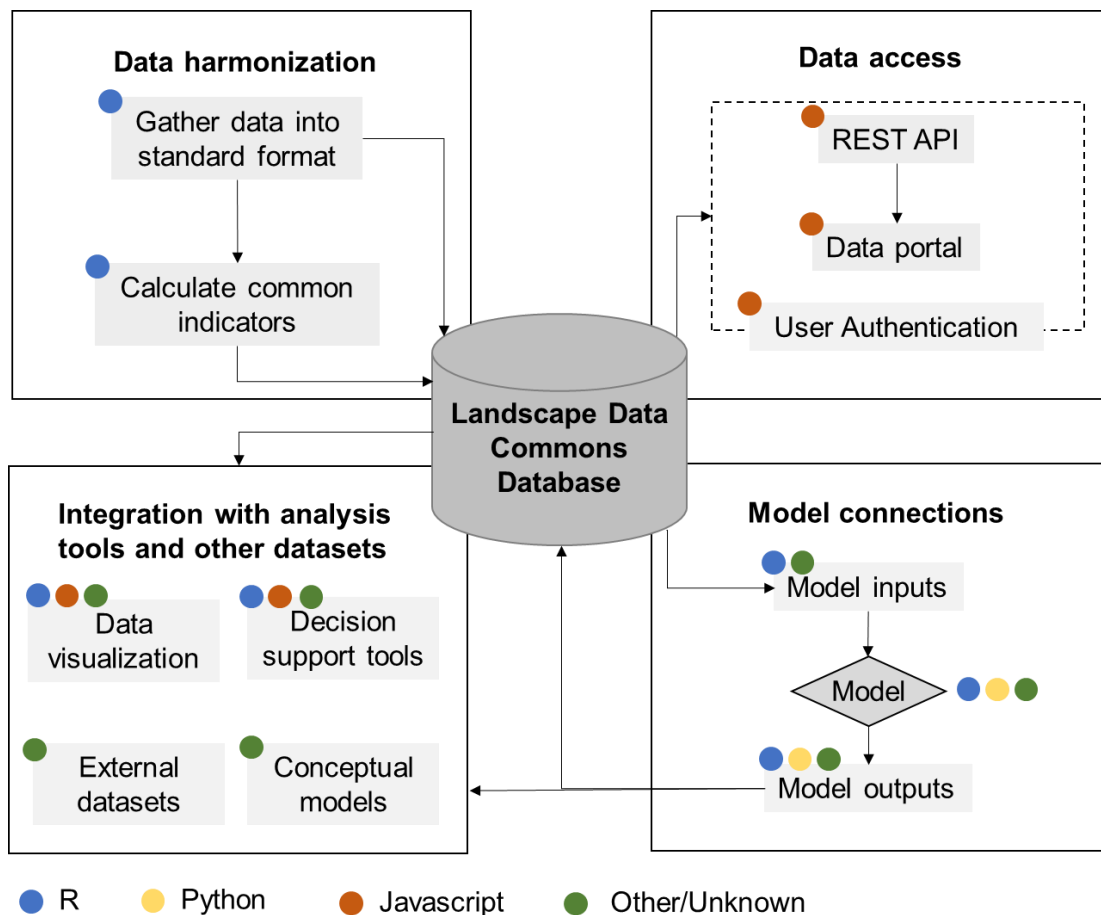 Data harmonization
Gather data into
standard format
Calculate common
indicators
Data access
REST API
Data portal
User Authentication
Landscape Data
Commons
Database
Integration with analysis
tools and other datasets
Data
visualization
Decision
support tools
External
datasets
Conceptual
models
Model connections
Model inputs
Model
Model outputs
R
Python
Javascript
Other/Unknown